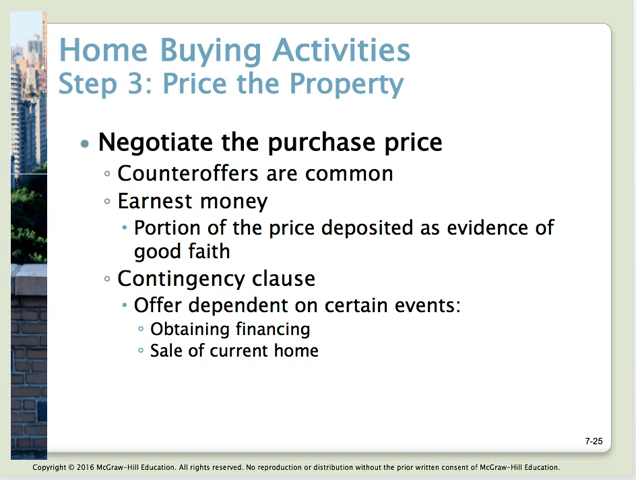 Home Buying Activities
Step 3: Price the Property
• Negotiate the purchase price
◦ Counteroffers are common
◦ Earnest money
• Portion of the price deposited as evidence of
good faith
◦ Contingency clause
• Offer dependent on certain events:
◦ Obtaining financing
◦ Sale of current home
7-25
Copyright © 2016 McGraw-Hill Education. All rights reserved. No reproduction or distribution without the prior written consent of McGraw-Hill Education.